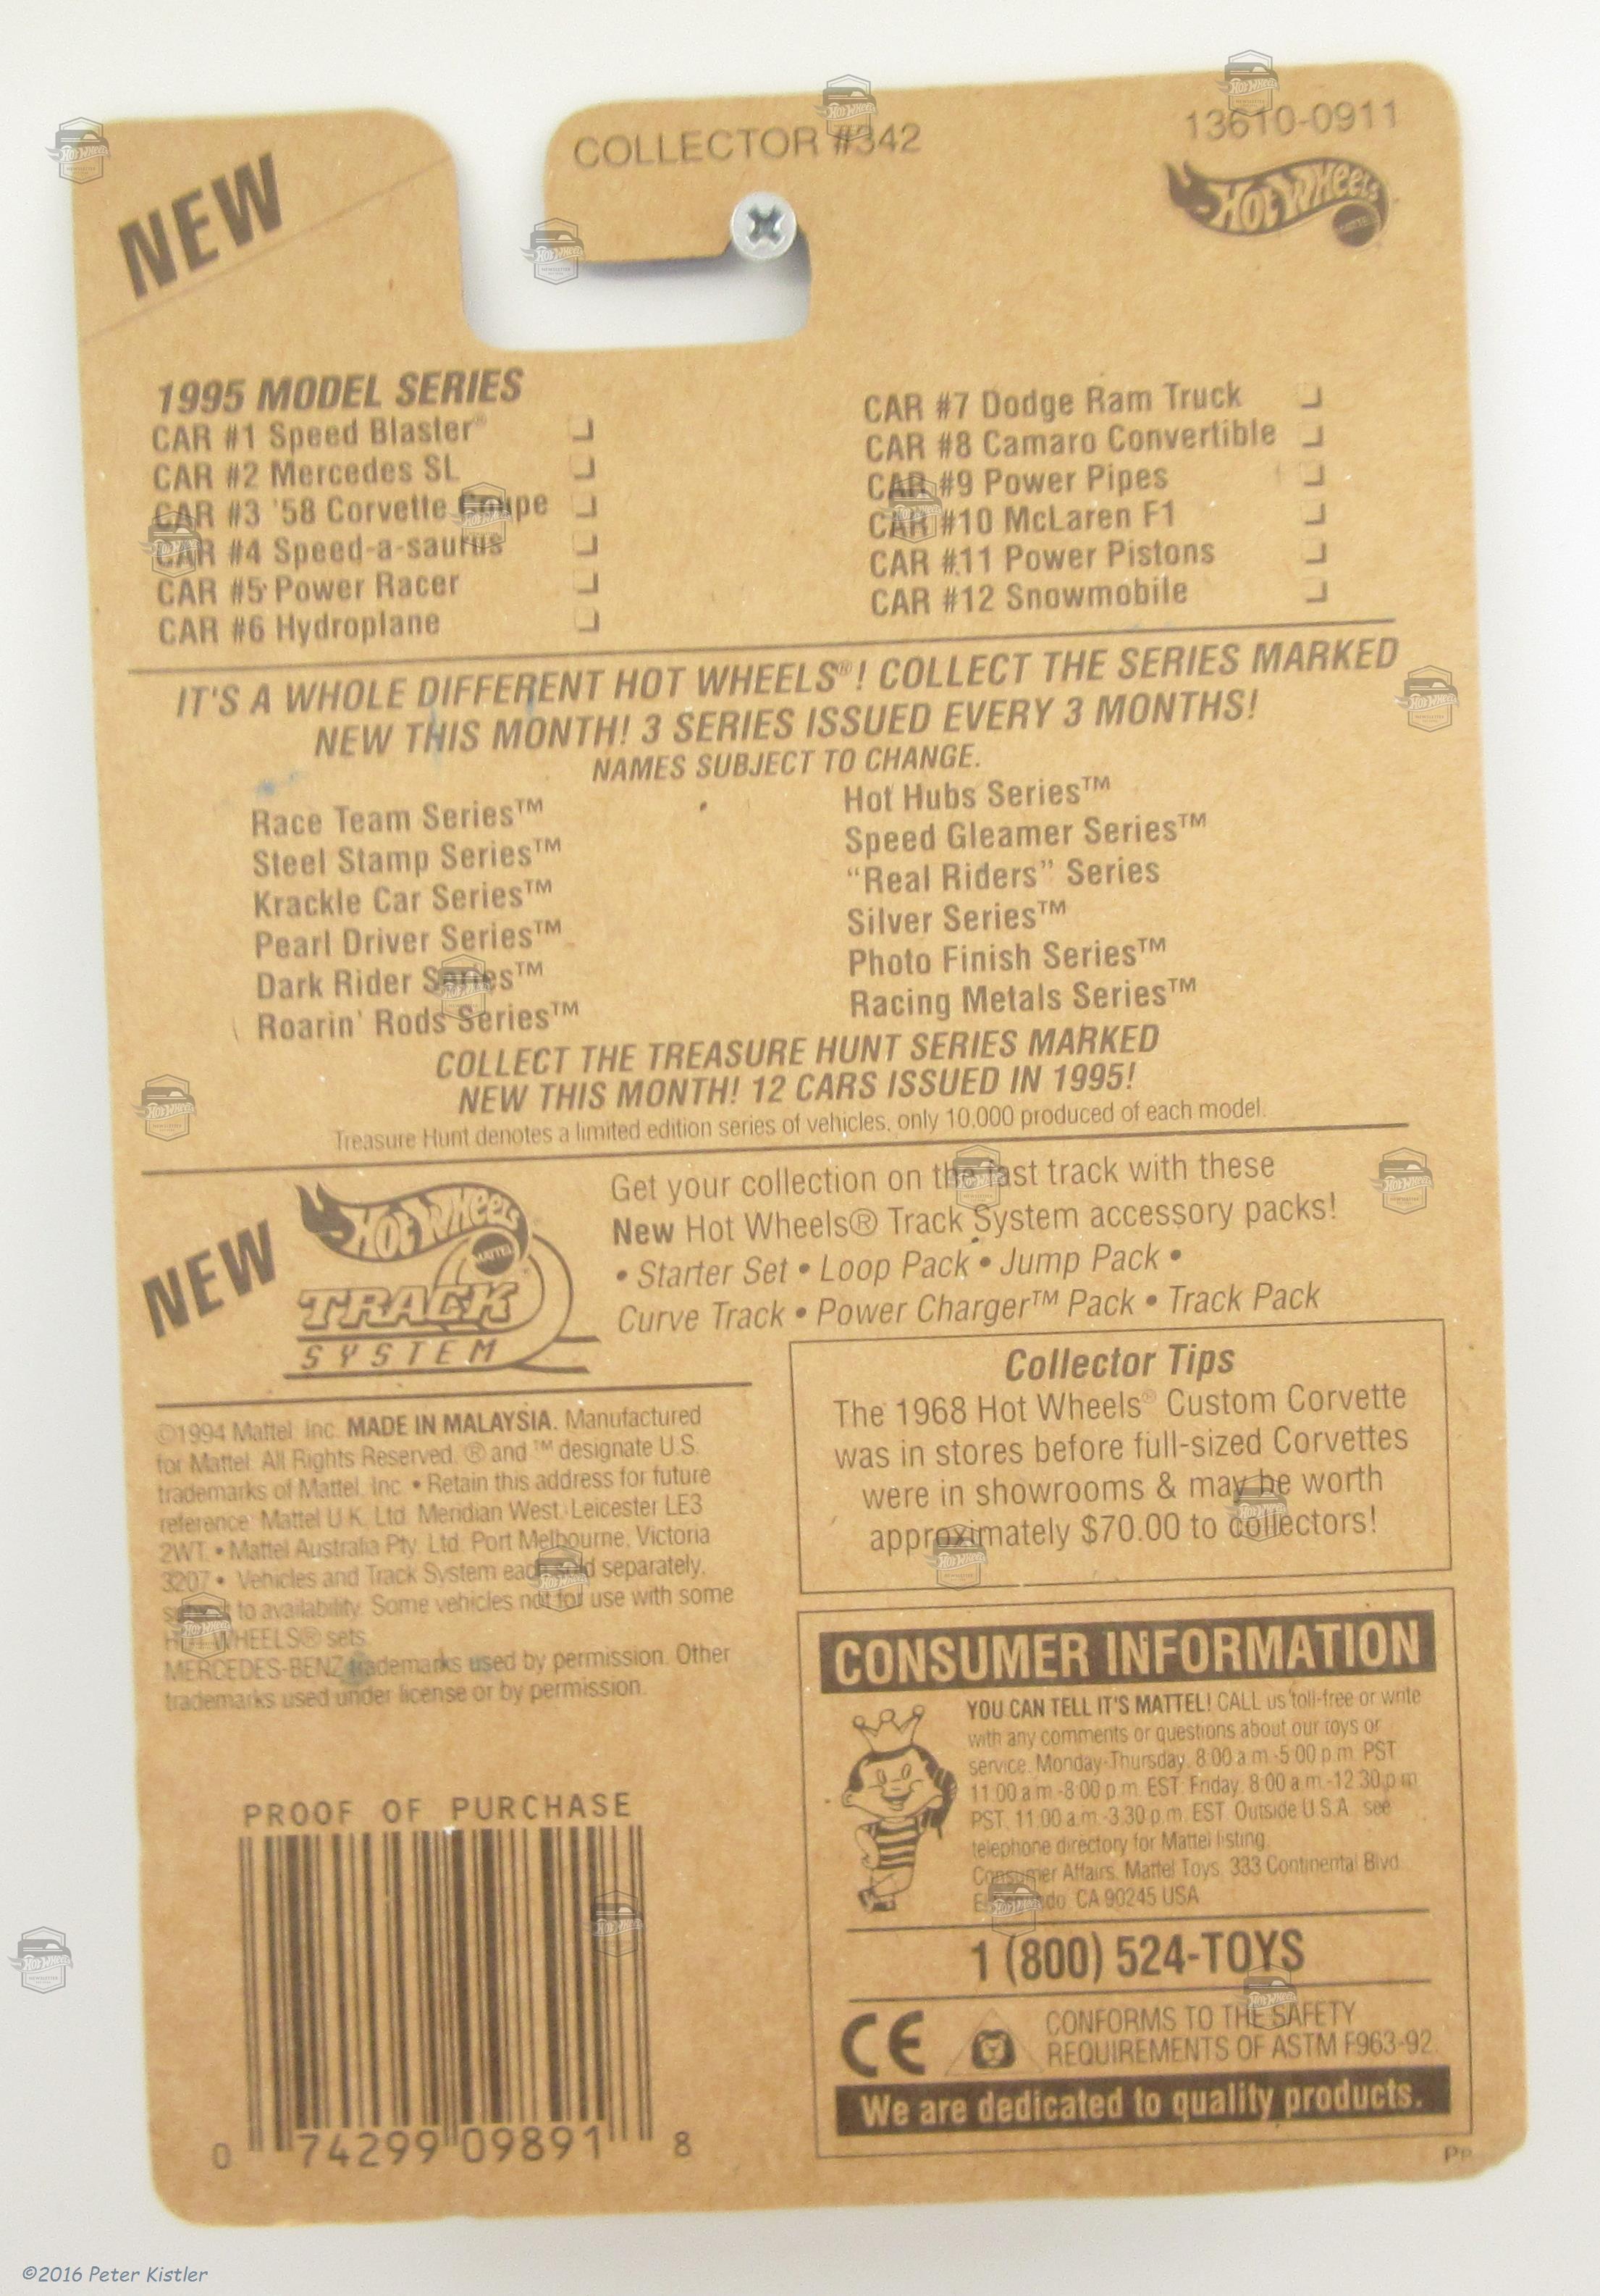 COLLECTOR #342
13610-0911
NEW
HOT WHEELS
MATTEL
1995 MODEL SERIES
CAR #1 Speed Blaster®
CAR #2 Mercedes SL
CAR #3 '58 Corvette Coupe
CAR #4 Speed-a-saurus
CAR #5 Power Racer
CAR #6 Hydroplane
CAR #7 Dodge Ram Truck
CAR #8 Camaro Convertible
CAR #9 Power Pipes
CAR #10 McLaren F1
CAR #11 Power Pistons
CAR #12 Snowmobile
IT'S A WHOLE DIFFERENT HOT WHEELS®! COLLECT THE SERIES MARKED
NEW THIS MONTH! 3 SERIES ISSUED EVERY 3 MONTHS!
NAMES SUBJECT TO CHANGE.
Race Team Series™
Steel Stamp Series™
Krackle Car Series™
Pearl Driver Series™
Dark Rider Series™
Roarin' Rods Series™
Hot Hubs Series™
Speed Gleamer Series™
“Real Riders” Series
Silver Series™
Photo Finish Series™
Racing Metals Series™
COLLECT THE TREASURE HUNT SERIES MARKED
NEW THIS MONTH! 12 CARS ISSUED IN 1995!
Treasure Hunt denotes a limited edition series of vehicles, only 10,000 produced of each model.
NEW
HOT WHEELS
MATTEL
TRACK
SYSTEM
Get your collection on the fast track with these
New Hot Wheels® Track System accessory packs!
• Starter Set • Loop Pack • Jump Pack •
Curve Track • Power Charger™ Pack • Track Pack
©1994 Mattel, Inc. MADE IN MALAYSIA. Manufactured
for Mattel. All Rights Reserved. ® and ™ designate U.S.
trademarks of Mattel, Inc. • Retain this address for future
reference: Mattel U.K. Ltd. Meridian West, Leicester LE3
2WT. • Mattel Australia Pty. Ltd. Port Melbourne, Victoria
3207 • Vehicles and Track System each sold separately,
subject to availability. Some vehicles not for use with some
HOT WHEELS® sets.
MERCEDES-BENZ trademarks used by permission. Other
trademarks used under license or by permission.
Collector Tips
The 1968 Hot Wheels® Custom Corvette
was in stores before full-sized Corvettes
were in showrooms & may be worth
approximately $70.00 to collectors!
CONSUMER INFORMATION
YOU CAN TELL IT'S MATTEL! CALL us toll-free or write
with any comments or questions about our toys or
service. Monday-Thursday, 8:00 a.m.-5:00 p.m. PST
11:00 a.m.-8:00 p.m. EST. Friday, 8:00 a.m.-12:30 p.m.
PST, 11:00 a.m.-3:30 p.m. EST. Outside U.S.A., see
telephone directory for Mattel listing.
Consumer Affairs, Mattel Toys, 333 Continental Blvd.
El Segundo, CA 90245 USA
1 (800) 524-TOYS
CE
CONFORMS TO THE SAFETY
REQUIREMENTS OF ASTM F963-92.
We are dedicated to quality products.
PROOF OF PURCHASE
0 74299 09891 8
Pp
©2016 Peter Kistler